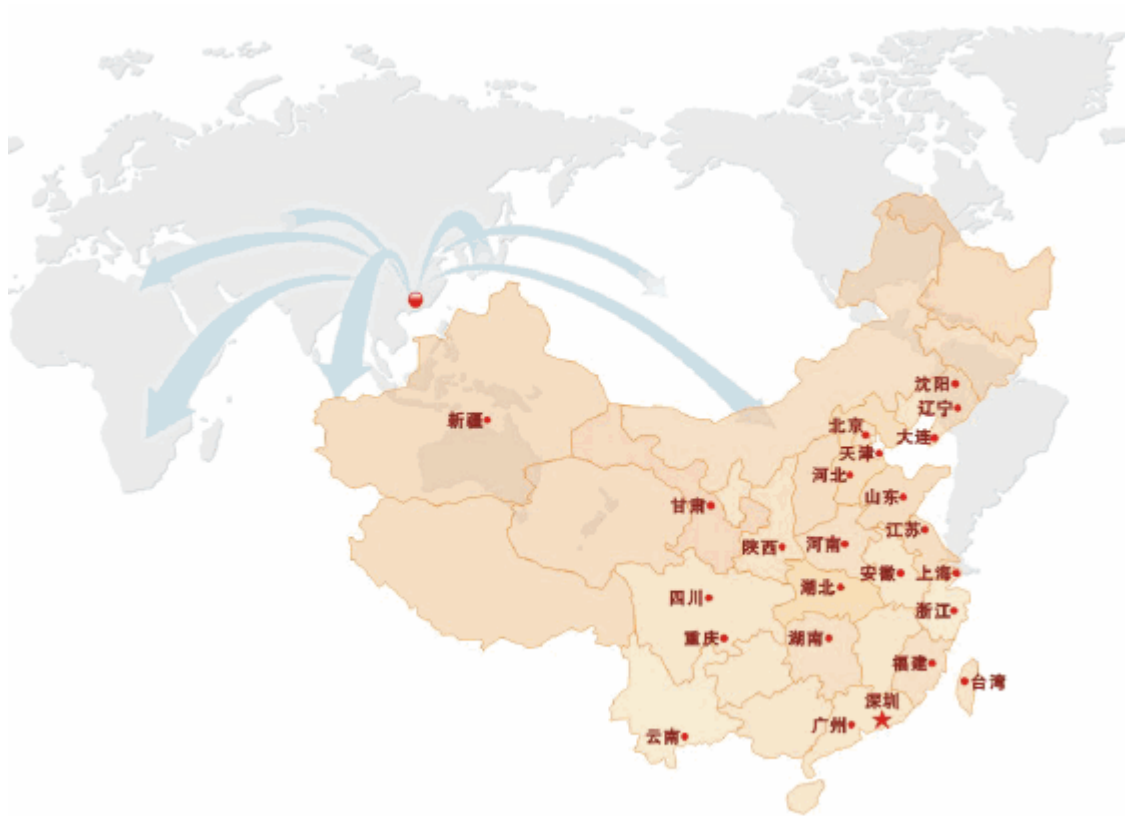 沈阳
辽宁
北京
大连
新疆
天津
河北
山东
甘肃
江苏
陕西
河南
安徽
上海
湖北
四川
浙江
重庆
湖南
福建
台湾
深圳
广州
云南